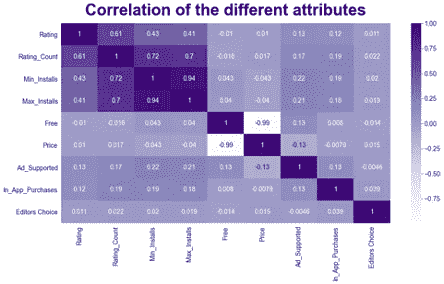 Correlation of the different attributes
Rating 1 0.61 0.43 0.41 -0.01 0.01 0.13 0.12 0.011
Rating_Count 0.61 1 0.72 0.7 -0.016 0.017 0.17 0.19 0.022
Min_Installs 0.43 0.72 1 0.94 0.043 -0.043 0.22 0.19 0.02
Max_Installs 0.41 0.7 0.94 1 0.04 -0.04 0.21 0.18 0.019
Free -0.01 -0.016 0.043 0.04 1 -0.99 0.13 0.008 -0.014
Price 0.01 0.017 -0.043 -0.04 -0.99 1 -0.13 -0.0079 0.015
Ad_Supported 0.13 0.17 0.22 0.21 0.13 -0.13 1 0.13 -0.0046
In_App_Purchases 0.12 0.19 0.19 0.18 0.008 -0.0079 0.13 1 0.039
Editors Choice 0.011 0.022 0.02 0.019 -0.014 0.015 -0.0046 0.039 1
Rating
Rating_Count
Min_Installs
Max_Installs
Free
Price
Ad_Supported
In_App_Purchases
Editors Choice
1.00
0.75
0.50
0.25
0.00
-0.25
-0.50
-0.75